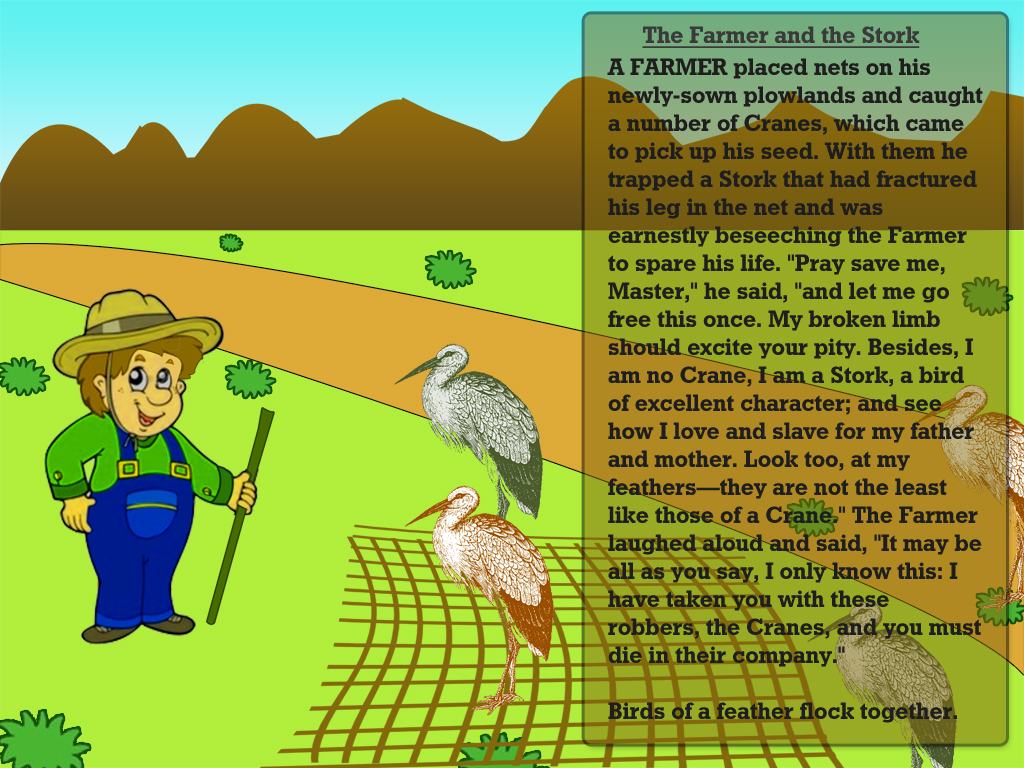 The Farmer and the Stork
A FARMER placed nets on his
newly-sown plowlands and caught
a number of Cranes, which came
to pick up his seed. With them he
trapped a Stork that had fractured
his leg in the net and was
earnestly beseeching the Farmer
to spare his life. "Pray save me,
Master," he said, "and let me go
free this once. My broken limb
should excite your pity. Besides, I
am no Crane, I am a Stork, a bird
of excellent character; and see
how I love and slave for my father
and mother. Look too, at my
feathers—they are not the least
like those of a Crane." The Farmer
laughed aloud and said, "It may be
all as you say, I only know this: I
have taken you with these
robbers, the Cranes, and you must
die in their company."
Birds of a feather flock together.